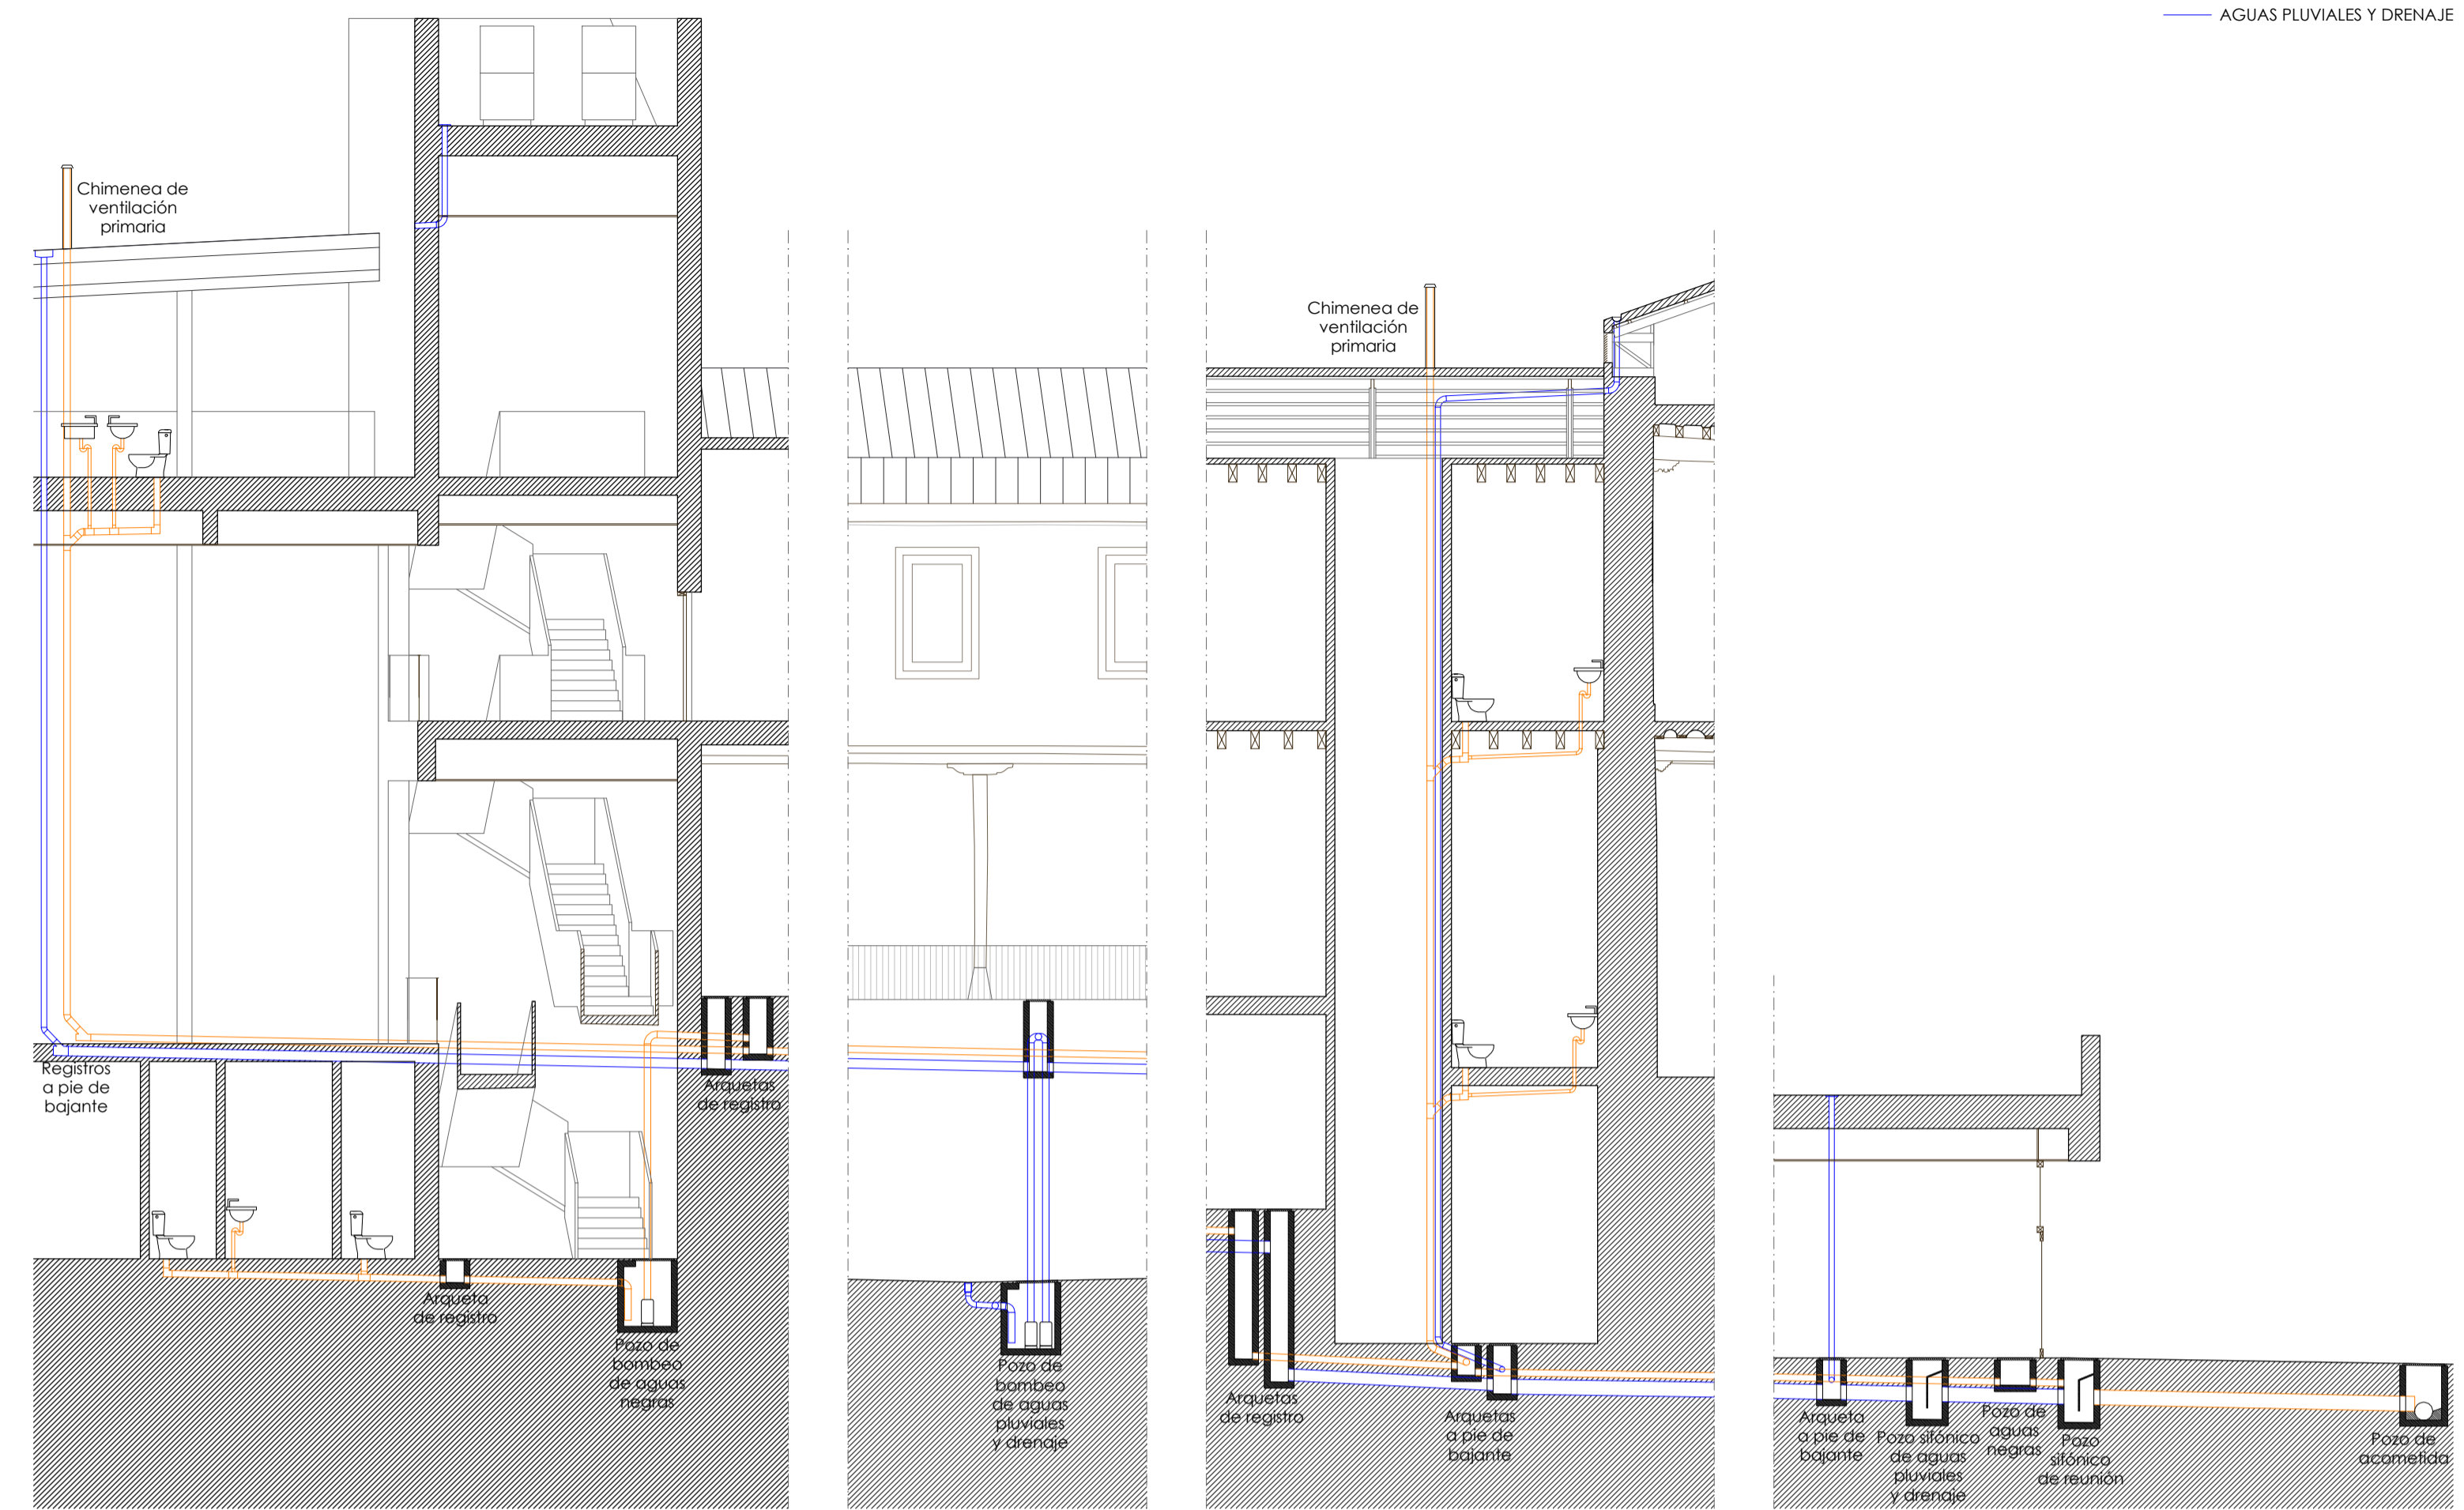 AGUAS PLUVIALES Y DRENAJE
Chimenea de
ventilación
primaria
Chimenea de
ventilación
primaria
Registros
a pie de
bajante
Arquetas
de registro
Arqueta
de registro
Pozo de
bombeo
de aguas
negras
Pozo de
bombeo
de aguas
pluviales
y drenaje
Arquetas
de registro
Arquetas
a pie de
bajante
Arqueta
a pie de
bajante
Pozo sifónico
de aguas
pluviales
y drenaje
Pozo de
aguas
negras
Pozo
sifónico
de reunión
Pozo de
acometida